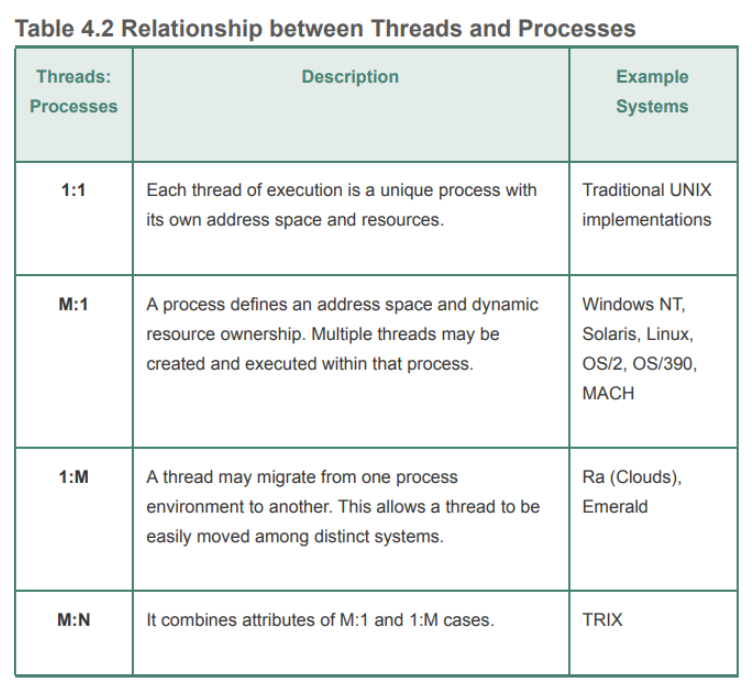 Table 4.2 Relationship between Threads and Processes
Threads:
Processes
Description
Example
Systems
1:1
Each thread of execution is a unique process with
its own address space and resources.
Traditional UNIX
implementations
M:1
A process defines an address space and dynamic
resource ownership. Multiple threads may be
created and executed within that process.
Windows NT,
Solaris, Linux,
OS/2, OS/390,
MACH
1:M
A thread may migrate from one process
environment to another. This allows a thread to be
easily moved among distinct systems.
Ra (Clouds),
Emerald
M:N
It combines attributes of M:1 and 1:M cases.
TRIX